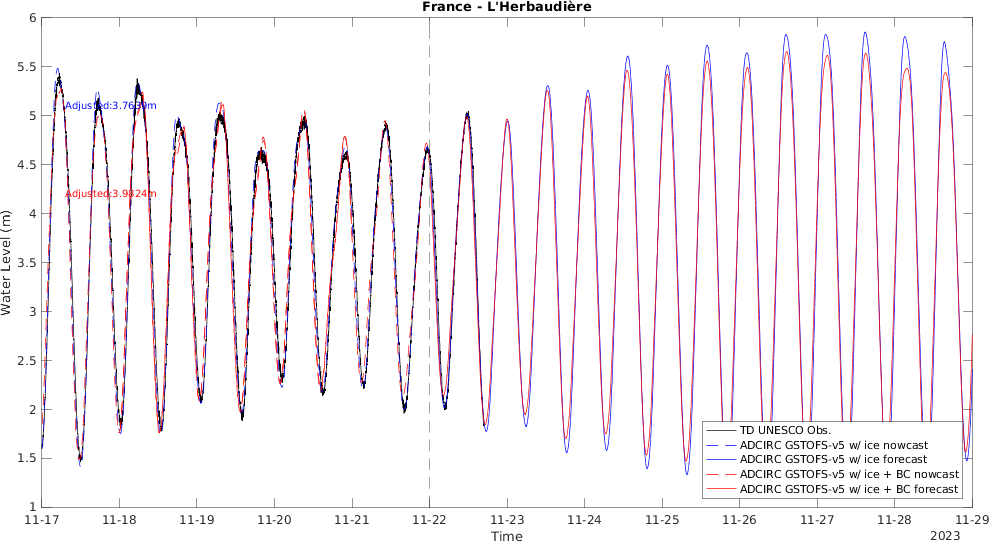 France - L'Herbaudière
6
5.5
5
4.5
4
3.5
3
2.5
2
1.5
1
Water Level (m)
Adjusted:3.7639m
Adjusted:3.9824m
TD UNESCO Obs.
ADCIRC GSTOFS-v5 w/ ice nowcast
ADCIRC GSTOFS-v5 w/ ice forecast
ADCIRC GSTOFS-v5 w/ ice + BC nowcast
ADCIRC GSTOFS-v5 w/ ice + BC forecast
11-17 11-18 11-19 11-20 11-21 11-22 11-23 11-24 11-25 11-26 11-27 11-28 11-29
Time
2023